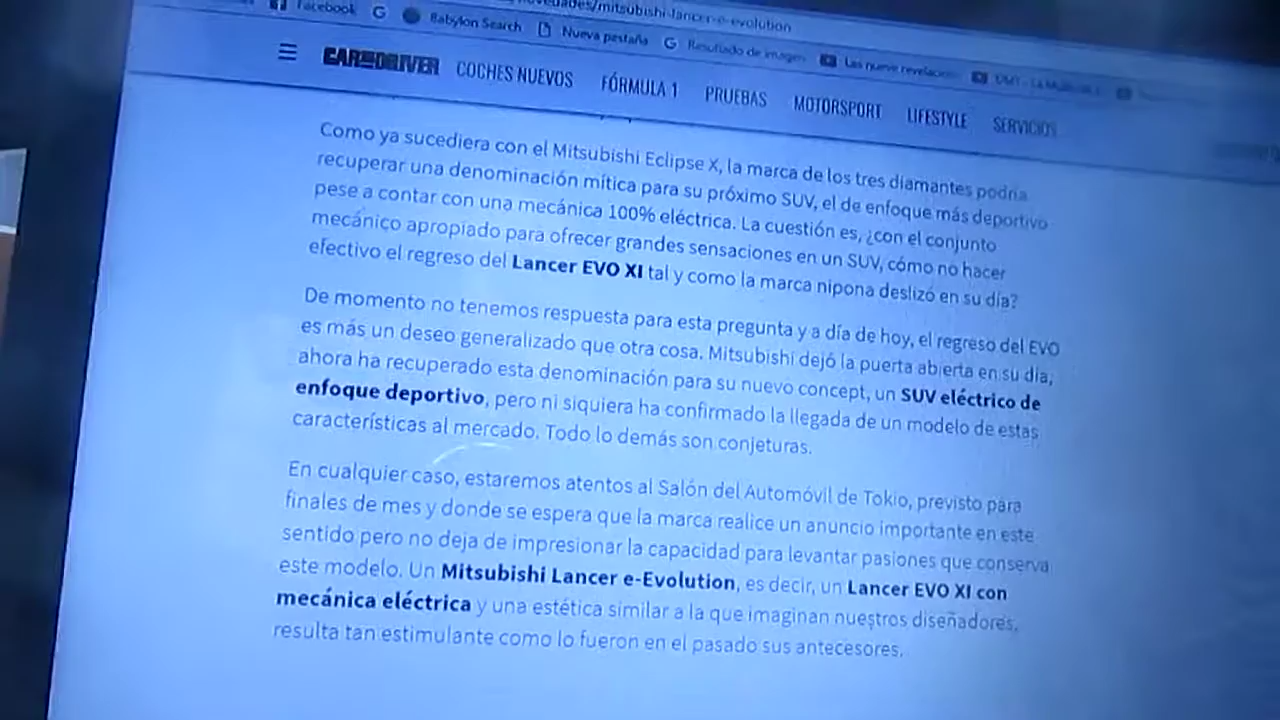 novedades/mitsubishi-lancer-e-evolution
Facebook
Babylon Search
Nueva pestaña
Resultado de imagen
Las nueve revelacio
CAR AND DRIVER
COCHES NUEVOS
FÓRMULA 1
PRUEBAS
MOTORSPORT
LIFESTYLE
SERVICIOS
Como ya sucediera con el Mitsubishi Eclipse X, la marca de los tres diamantes podría
recuperar una denominación mítica para su próximo SUV, el de enfoque más deportivo
pese a contar con una mecánica 100% eléctrica. La cuestión es, ¿con el conjunto
mecánico apropiado para ofrecer grandes sensaciones en un SUV, cómo no hacer
efectivo el regreso del Lancer EVO XI tal y como la marca nipona deslizó en su día?
De momento no tenemos respuesta para esta pregunta y a día de hoy, el regreso del EVO
es más un deseo generalizado que otra cosa. Mitsubishi dejó la puerta abierta en su día,
ahora ha recuperado esta denominación para su nuevo concept, un SUV eléctrico de
enfoque deportivo, pero ni siquiera ha confirmado la llegada de un modelo de estas
características al mercado. Todo lo demás son conjeturas.
En cualquier caso, estaremos atentos al Salón del Automóvil de Tokio, previsto para
finales de mes y donde se espera que la marca realice un anuncio importante en este
sentido pero no deja de impresionar la capacidad para levantar pasiones que conserva
este modelo. Un Mitsubishi Lancer e-Evolution, es decir, un Lancer EVO XI con
mecánica eléctrica y una estética similar a la que imaginan nuestros diseñadores,
resulta tan estimulante como lo fueron en el pasado sus antecesores.